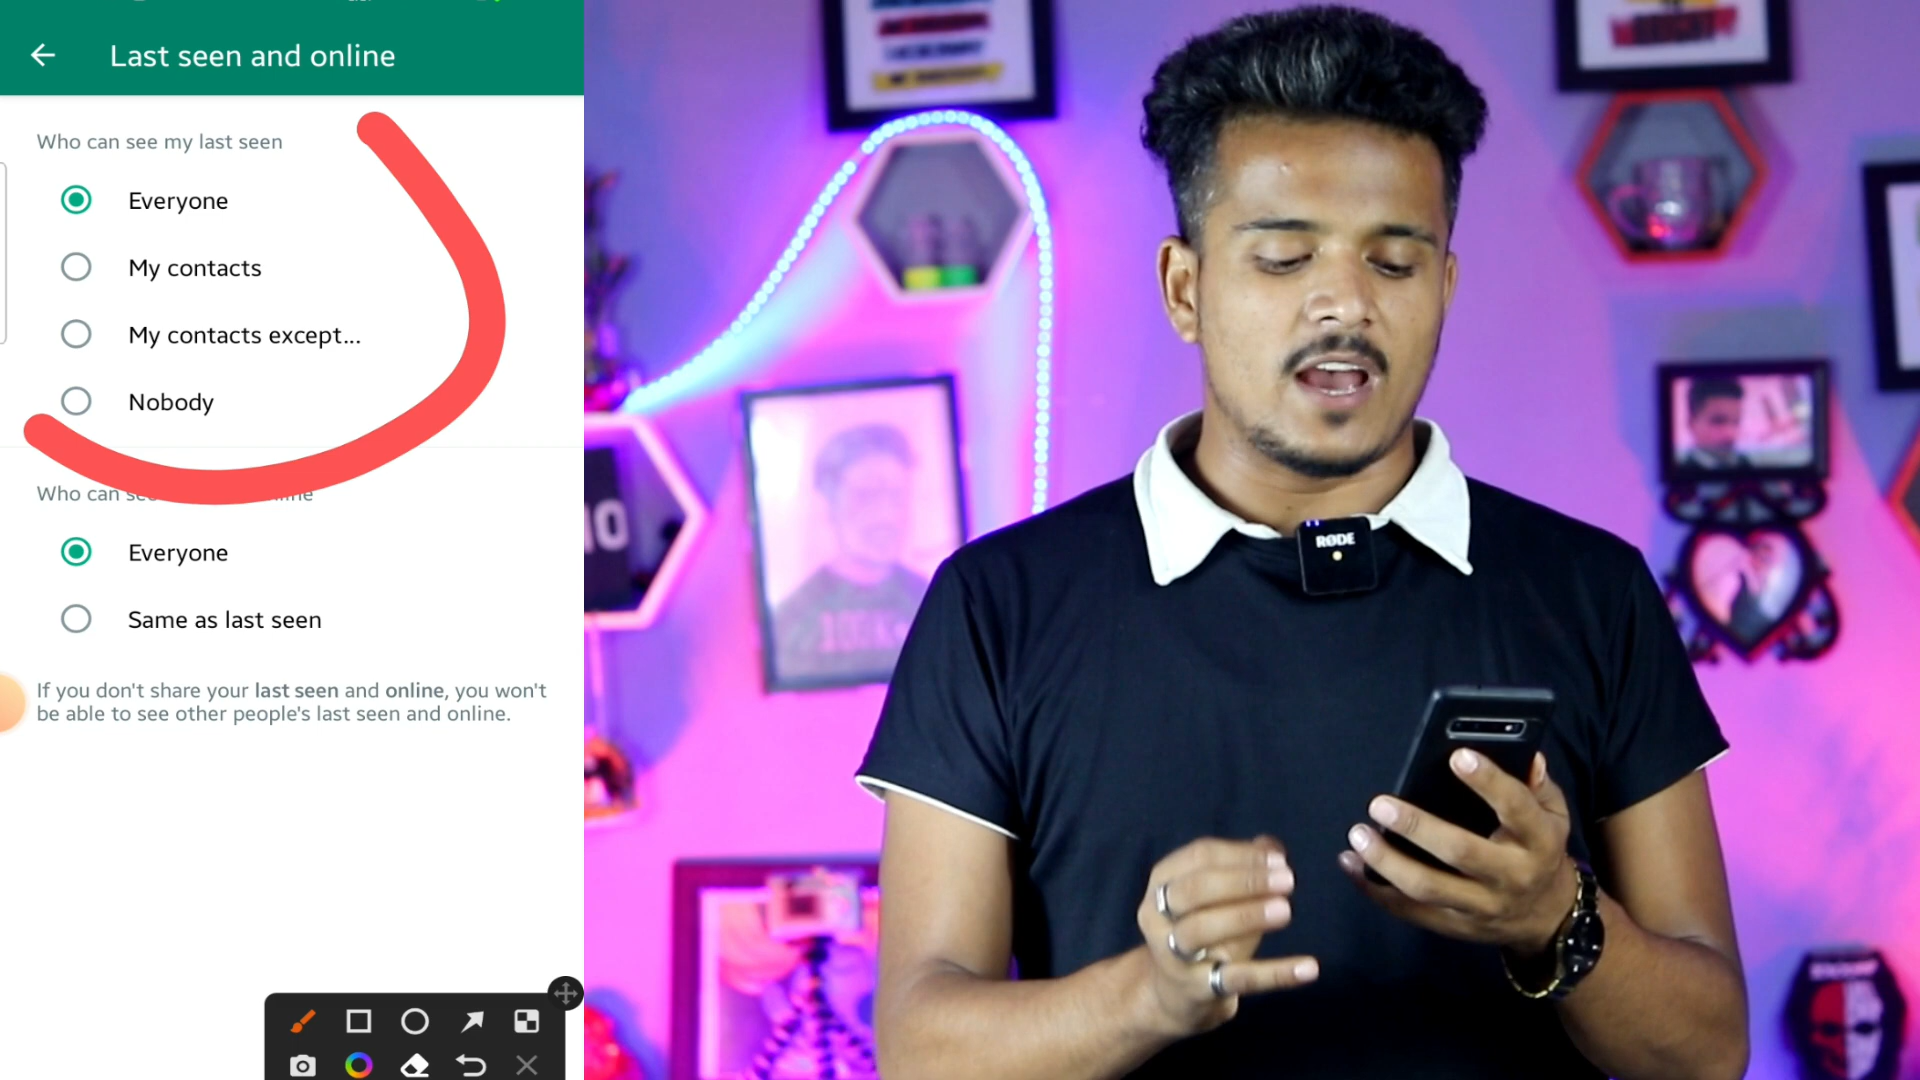 Last seen and online
Who can see my last seen
Everyone
My contacts
My contacts except...
Nobody
Who can
Everyone
Same as last seen
If you don't share your last seen and online, you won't
be able to see other people's last seen and online.
RØDE